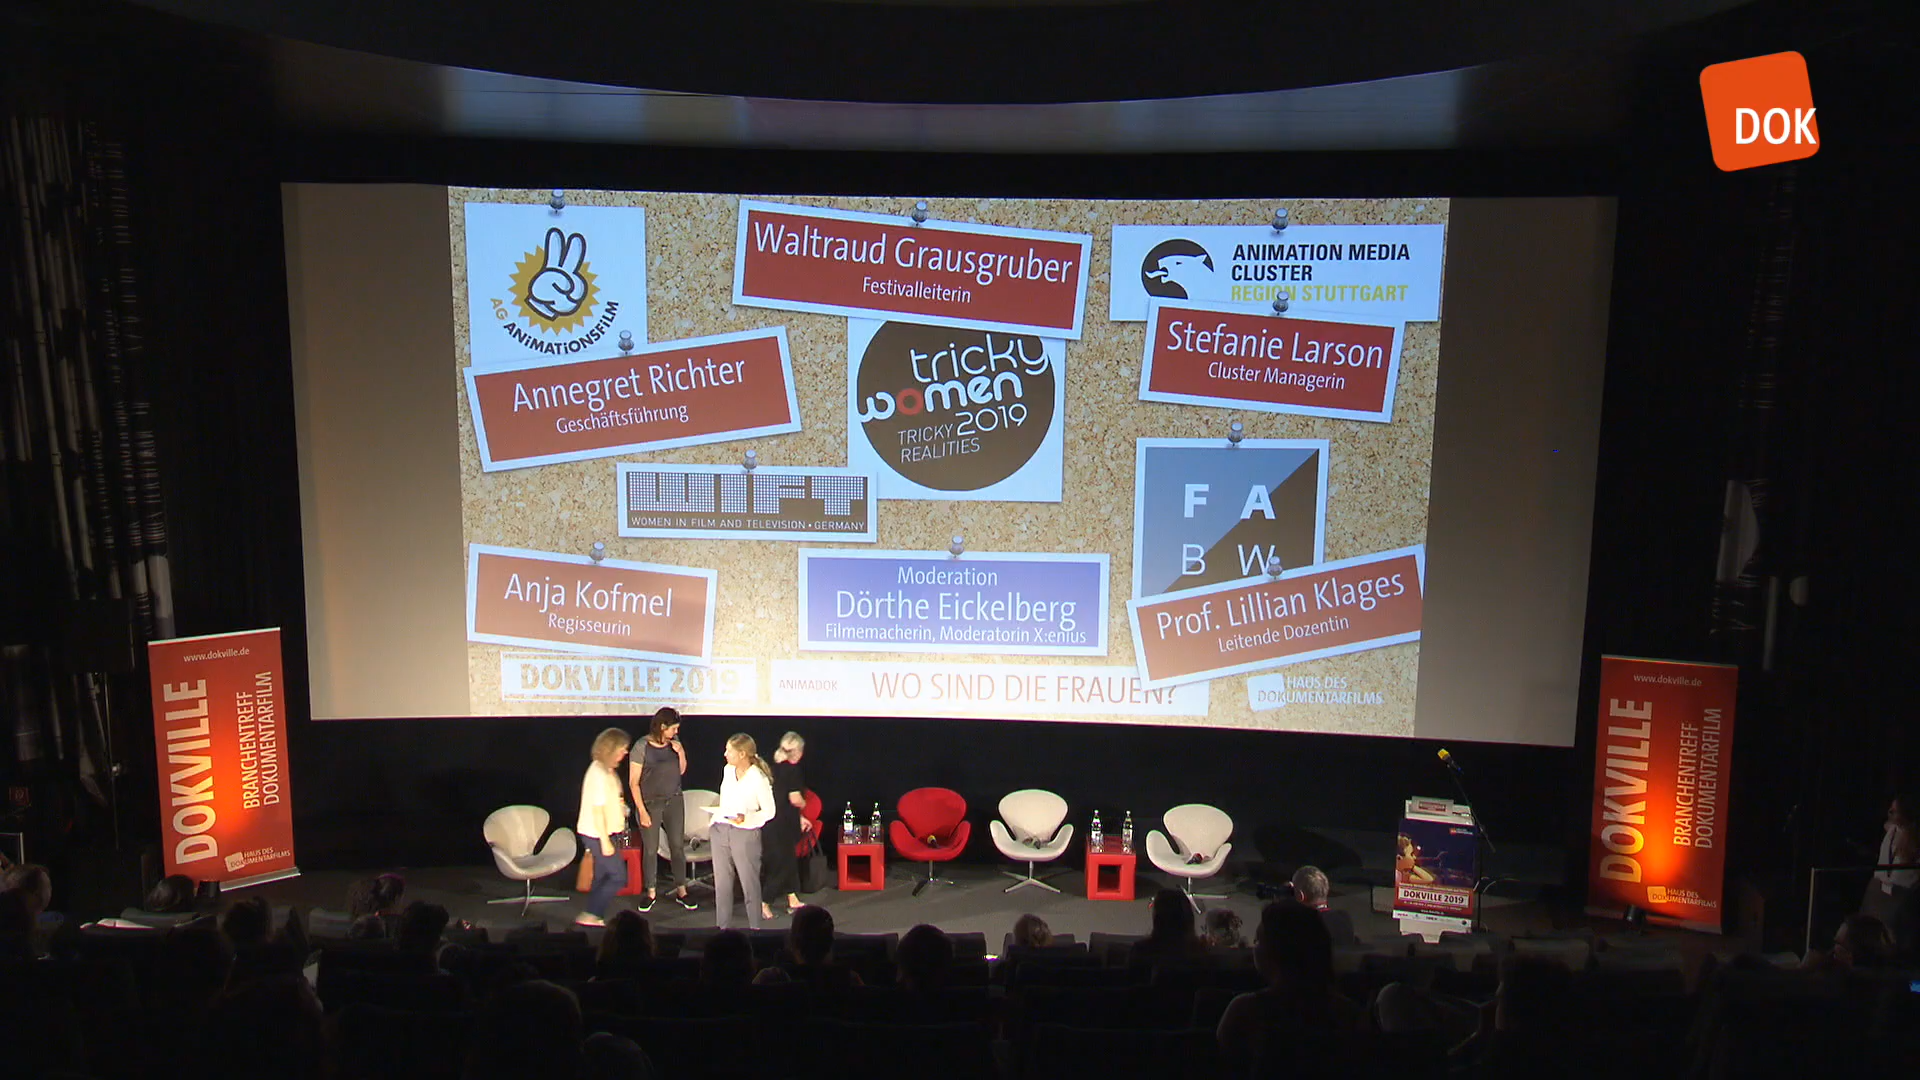 DOK
AG ANiMATiONSFiLM
Waltraud Grausgruber
Festivalleiterin
ANIMATION MEDIA
CLUSTER
REGION STUTTGART
Annegret Richter
Geschäftsführung
tricky
women
2019
TRICKY
REALITIES
Stefanie Larson
Cluster Managerin
WIFT
WOMEN IN FILM AND TELEVISION • GERMANY
F A
B W
Anja Kofmel
Regisseurin
Moderation
Dörthe Eickelberg
Filmemacherin, Moderatorin X:enius
Prof. Lillian Klages
Leitende Dozentin
DOKVILLE 2019
ANIMADOK
WO SIND DIE FRAUEN?
HAUS DES
DOKUMENTARFILMS
www.dokville.de
DOKVILLE
BRANCHENTREFF
DOKUMENTARFILM
HAUS DES
DOKUMENTARFILMS
www.dokville.de
DOKVILLE
BRANCHENTREFF
DOKUMENTARFILM
HAUS DES
DOKUMENTARFILMS
DOKVILLE 2019